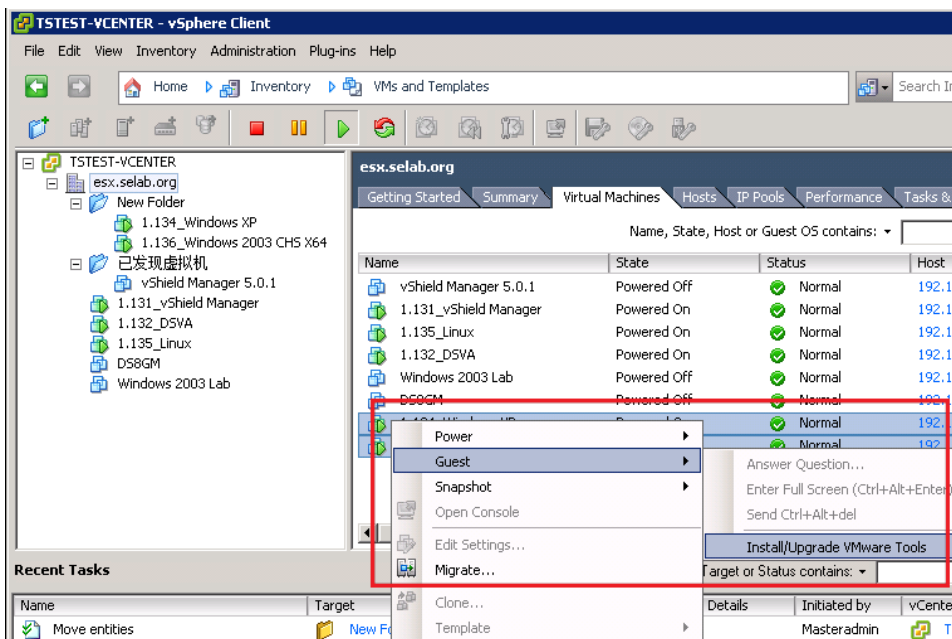 TSTEST-VCENTER - vSphere Client
File Edit View Inventory Administration Plug-ins Help
Home Inventory VMs and Templates
TSTEST-VCENTER
esx.selab.org
New Folder
1.134_Windows XP
1.136_Windows 2003 CHS X64
已发现虚拟机
vShield Manager 5.0.1
1.131_vShield Manager
1.132_DSVA
1.135_Linux
DS8GM
Windows 2003 Lab
esx.selab.org
Getting Started Summary Virtual Machines Hosts IP Pools Performance Tasks &
Name, State, Host or Guest OS contains:
Name State Status Host
vShield Manager 5.0.1 Powered Off Normal 192.1
1.131_vShield Manager Powered On Normal 192.1
1.135_Linux Powered On Normal 192.1
1.132_DSVA Powered On Normal 192.1
Windows 2003 Lab Powered Off Normal 192.1
DS8GM Powered Off Normal 192.1
Normal 192.
Normal 192
Power
Guest
Snapshot
Open Console
Edit Settings...
Migrate...
Clone...
Template
Answer Question...
Enter Full Screen (Ctrl+Alt+Enter
Send Ctrl+Alt+del
Install/Upgrade VMware Tools
Recent Tasks
Target or Status contains:
Name Target Details Initiated by vCente
Move entities New Masteradmin